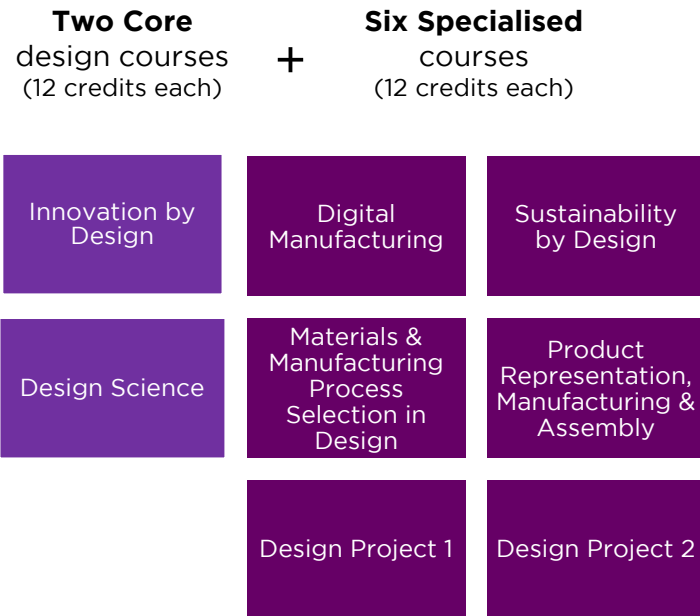 Two Core
design courses
(12 credits each)
+
Six Specialised
courses
(12 credits each)
Innovation by
Design
Digital
Manufacturing
Sustainability
by Design
Design Science
Materials &
Manufacturing
Process
Selection in
Design
Product
Representation,
Manufacturing &
Assembly
Design Project 1
Design Project 2